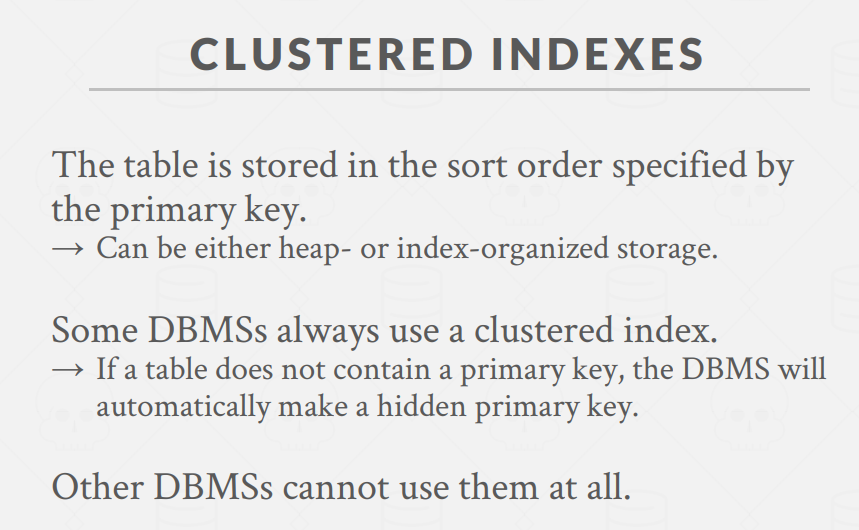 CLUSTERED INDEXES
The table is stored in the sort order specified by
the primary key.
→ Can be either heap- or index-organized storage.
Some DBMSs always use a clustered index.
→ If a table does not contain a primary key, the DBMS will
automatically make a hidden primary key.
Other DBMSs cannot use them at all.